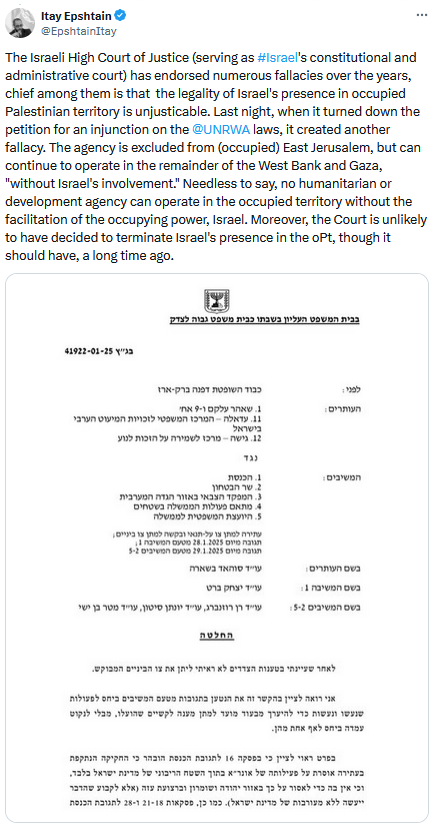 Itay Epshtain
@EpshtainItay
The Israeli High Court of Justice (serving as #Israel's constitutional and
administrative court) has endorsed numerous fallacies over the years,
chief among them is that the legality of Israel's presence in occupied
Palestinian territory is unjusticable. Last night, when it turned down the
petition for an injunction on the @UNRWA laws, it created another
fallacy. The agency is excluded from (occupied) East Jerusalem, but can
continue to operate in the remainder of the West Bank and Gaza,
"without Israel's involvement." Needless to say, no humanitarian or
development agency can operate in the occupied territory without the
facilitation of the occupying power, Israel. Moreover, the Court is unlikely
to have decided to terminate Israel's presence in the oPt, though it
should have, a long time ago.
בבית המשפט העליון בשבתו כבית משפט גבוה לצדק
בג"ץ 41922-01-25
לפני: כבוד השופטת דפנה ברק-ארז
העותרים: 1. שאהר עלקם ו-9 אח'
11. עדאלה – המרכז המשפטי לזכויות המיעוט הערבי
בישראל
12. גישה – מרכז לשמירה על הזכות לנוע
נגד
המשיבים: 1. הכנסת
2. שר הבטחון
3. המפקד הצבאי באזור הגדה המערבית
4. מתאם פעולות הממשלה בשטחים
5. היועצת המשפטית לממשלה
עתירה למתן צו על-תנאי ובקשה למתן צו ביניים;
תגובה מיום 28.1.2025 מטעם המשיבה 1;
תגובה מיום 29.1.2025 מטעם המשיבים 5-2
בשם העותרים: עו"ד סוהאד בשארה
בשם המשיבה 1: עו"ד יצחק ברט
בשם המשיבים 5-2: עו"ד רן רוזנברג, עו"ד יונתן סיטון, עו"ד מטר בן ישי
החלטה
לאחר שעיינתי בטענות הצדדים לא ראיתי ליתן את צו הביניים המבוקש.
אני רואה לציין בהקשר זה את הנטען בתגובות מטעם המשיבים ביחס לפעולות
שנעשו ונעשות כדי להיערך מבעוד מועד למתן מענה לקשיים שהועלו, מבלי לנקוט
עמדה ביחס לאף אחת מהן.
בפרט ראוי לציין כי בפסקה 16 לתגובת הכנסת הובהר כי החקיקה הנתקפת
בעתירה אוסרת על פעילותה של אונר"א בתוך השטח הריבוני של מדינת ישראל בלבד,
וכי אין בה כדי לאסור על כך באזור יהודה ושומרון וברצועת עזה (אלא לקבוע שהדבר
ייעשה ללא מעורבות של מדינת ישראל). כמו כן, פסקאות 21-18 ו-28 לתגובת הכנסת